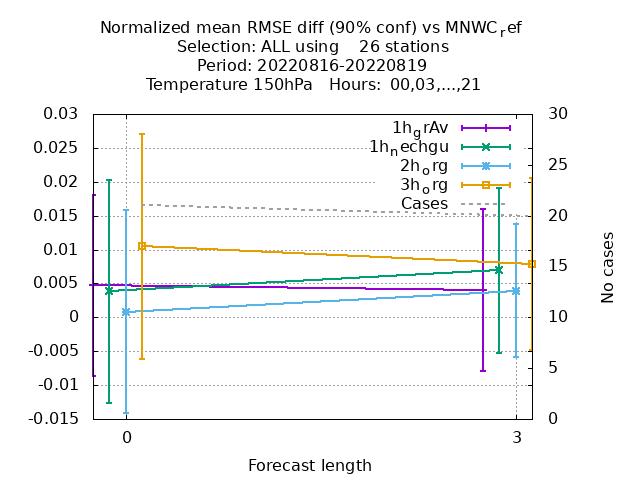 Normalized mean RMSE diff (90% conf) vs MNWC_ref
Selection: ALL using    26 stations
Period: 20220816-20220819
Temperature 150hPa   Hours:  00,03,...,21
0.03
0.025
0.02
0.015
0.01
0.005
0
-0.005
-0.01
-0.015
30
25
20
15
10
5
0
1h_grAv
1h_nechgu
2h_org
3h_org
Cases
No cases
0
3
Forecast length